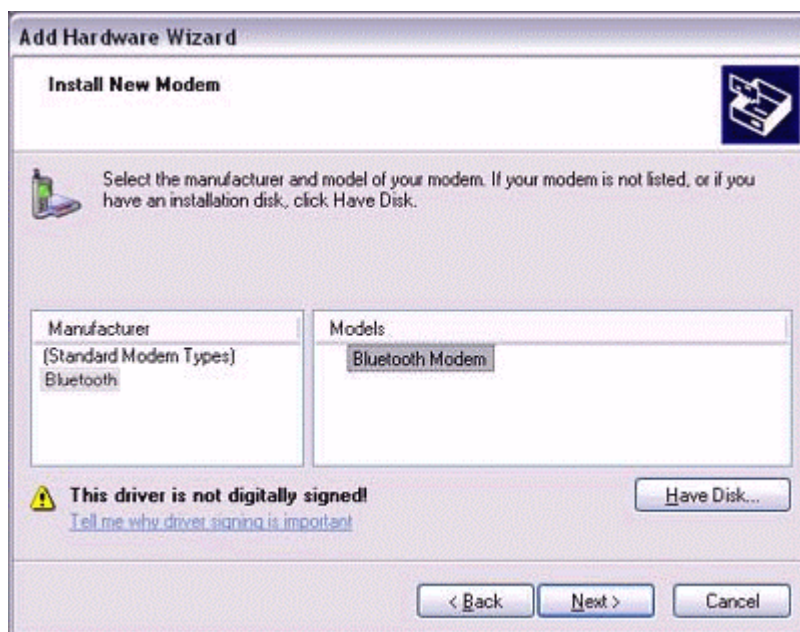 Add Hardware Wizard
Install New Modem
Select the manufacturer and model of your modem. If your modem is not listed, or if you
have an installation disk, click Have Disk.
Manufacturer
Models
(Standard Modem Types)
Bluetooth
Bluetooth Modem
This driver is not digitally signed!
Tell me why driver signing is important
Have Disk...
< Back
Next >
Cancel